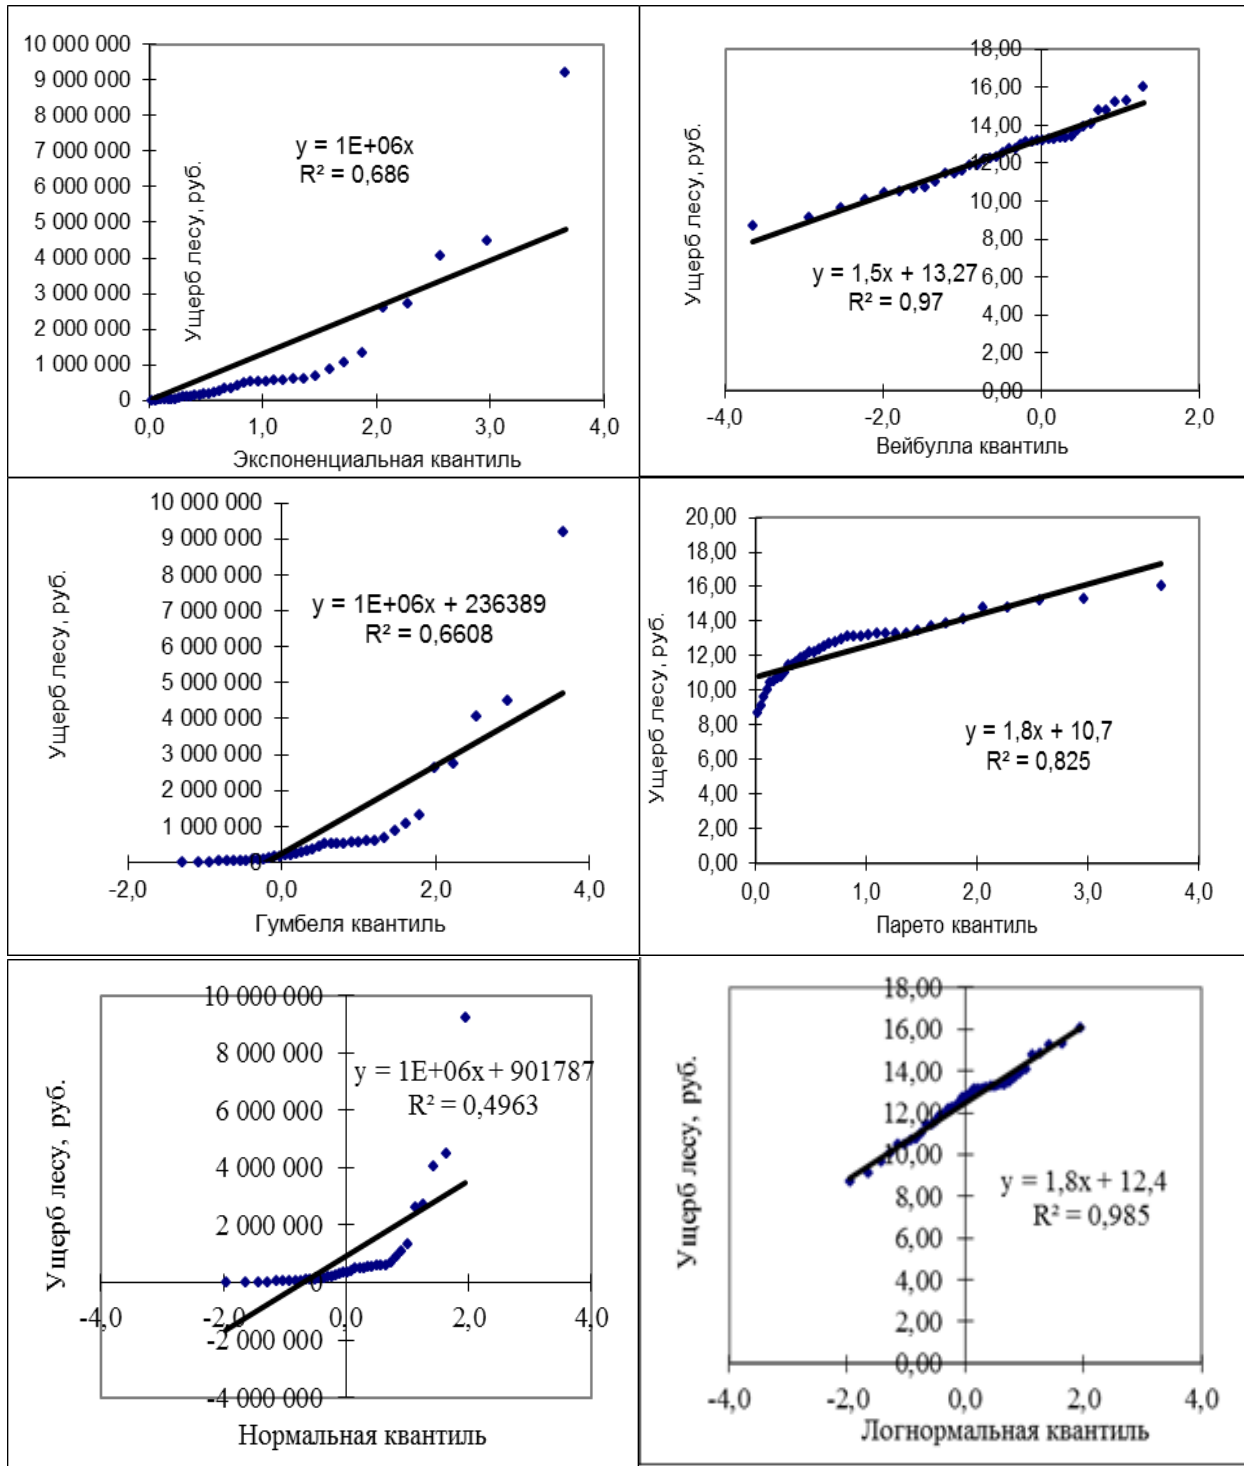 10 000 000
9 000 000
8 000 000
7 000 000
6 000 000
5 000 000
4 000 000
3 000 000
2 000 000
1 000 000
0
Ущерб лесу, руб.
y = 1E+06x
R² = 0,686
0,0 1,0 2,0 3,0 4,0
Экспоненциальная квантиль
18,00
16,00
14,00
12,00
10,00
8,00
6,00
4,00
2,00
0,00
Ущерб лесу, руб.
y = 1,5x + 13,27
R² = 0,97
-4,0 -2,0 0,0 2,0
Вейбулла квантиль
10 000 000
9 000 000
8 000 000
7 000 000
6 000 000
5 000 000
4 000 000
3 000 000
2 000 000
1 000 000
0
Ущерб лесу, руб.
y = 1E+06x + 236389
R² = 0,6608
-2,0 0,0 2,0 4,0
Гумбеля квантиль
20,00
18,00
16,00
14,00
12,00
10,00
8,00
6,00
4,00
2,00
0,00
Ущерб лесу, руб.
y = 1,8x + 10,7
R² = 0,825
0,0 1,0 2,0 3,0 4,0
Парето квантиль
10 000 000
8 000 000
6 000 000
4 000 000
2 000 000
0
-2 000 000
-4 000 000
Ущерб лесу, руб.
y = 1E+06x + 901787
R² = 0,4963
-4,0 -2,0 0,0 2,0 4,0
Нормальная квантиль
18,00
16,00
14,00
12,00
10,00
8,00
6,00
4,00
2,00
0,00
Ущерб лесу, руб.
y = 1,8x + 12,4
R² = 0,985
-4,0 -2,0 0,0 2,0 4,0
Логнормальная квантиль